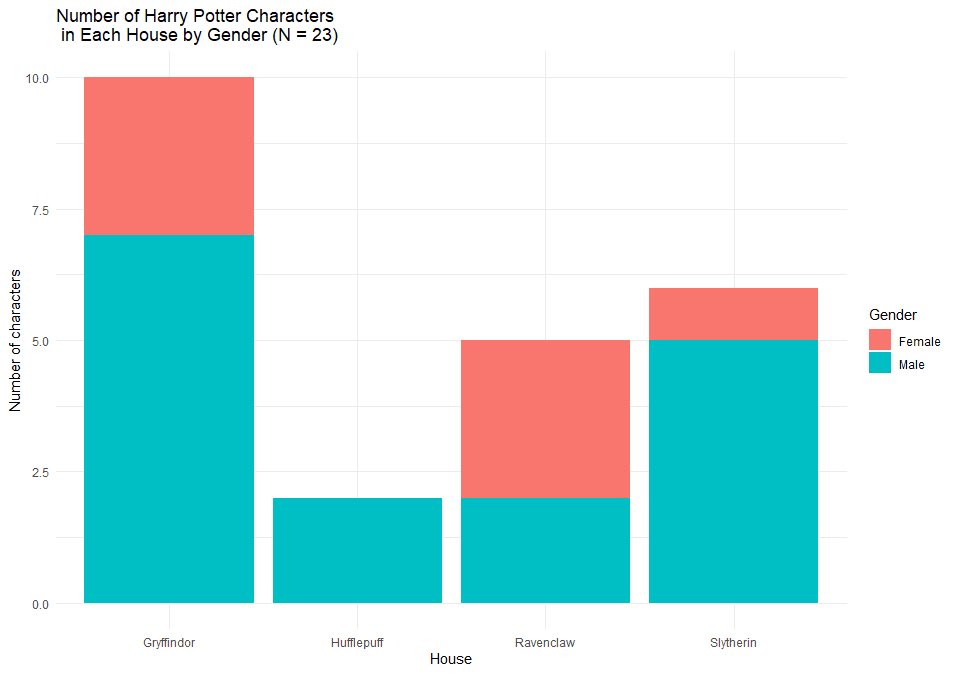 Number of Harry Potter Characters
in Each House by Gender (N = 23)
10.0
7.5
5.0
2.5
0.0
Number of characters
Gryffindor
Hufflepuff
Ravenclaw
Slytherin
House
Gender
Female
Male